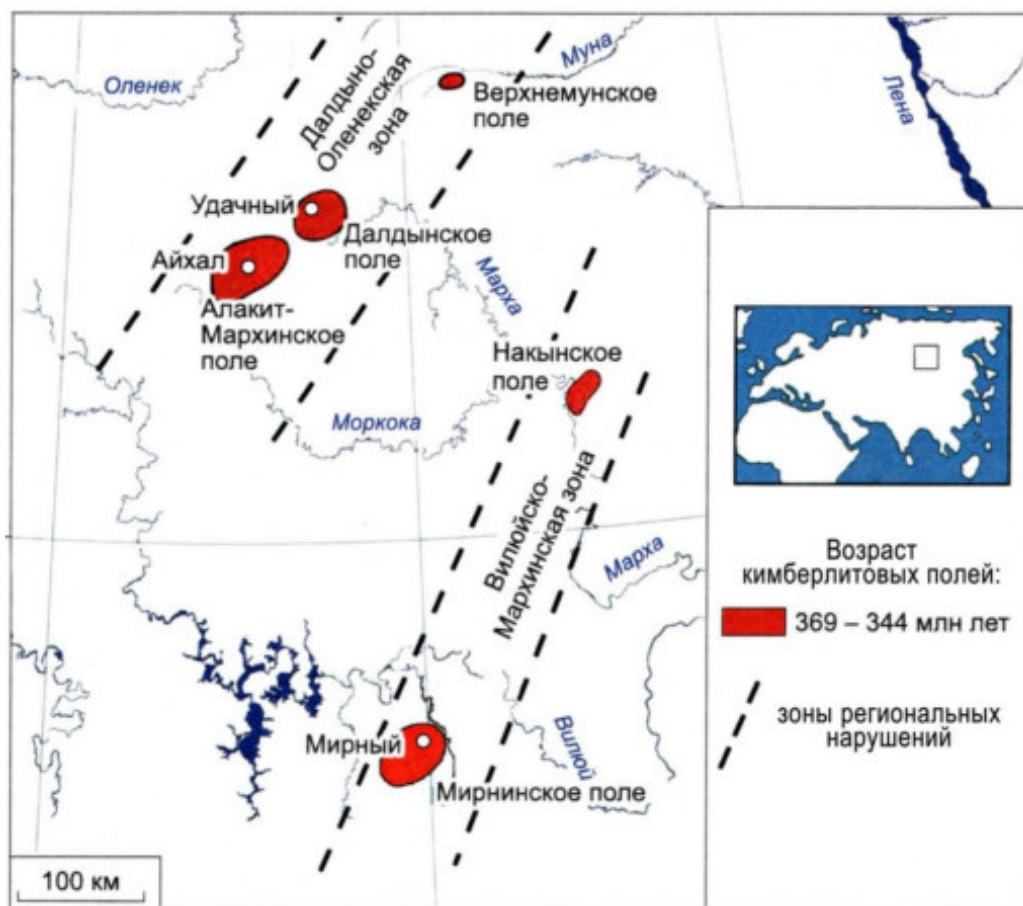 Оленек
Муна
Лена
Далдыно-
Оленекская
зона
Верхнемунское
поле
Удачный
Далдынское
поле
Айхал
Алакит-
Мархинское
поле
Марха
Накынское
поле
Моркока
Вилюйско-
Мархинская зона
Марха
Вилюй
Мирный
Мирнинское поле
100 км
Возраст
кимберлитовых полей:
369 – 344 млн лет
зоны региональных
нарушений